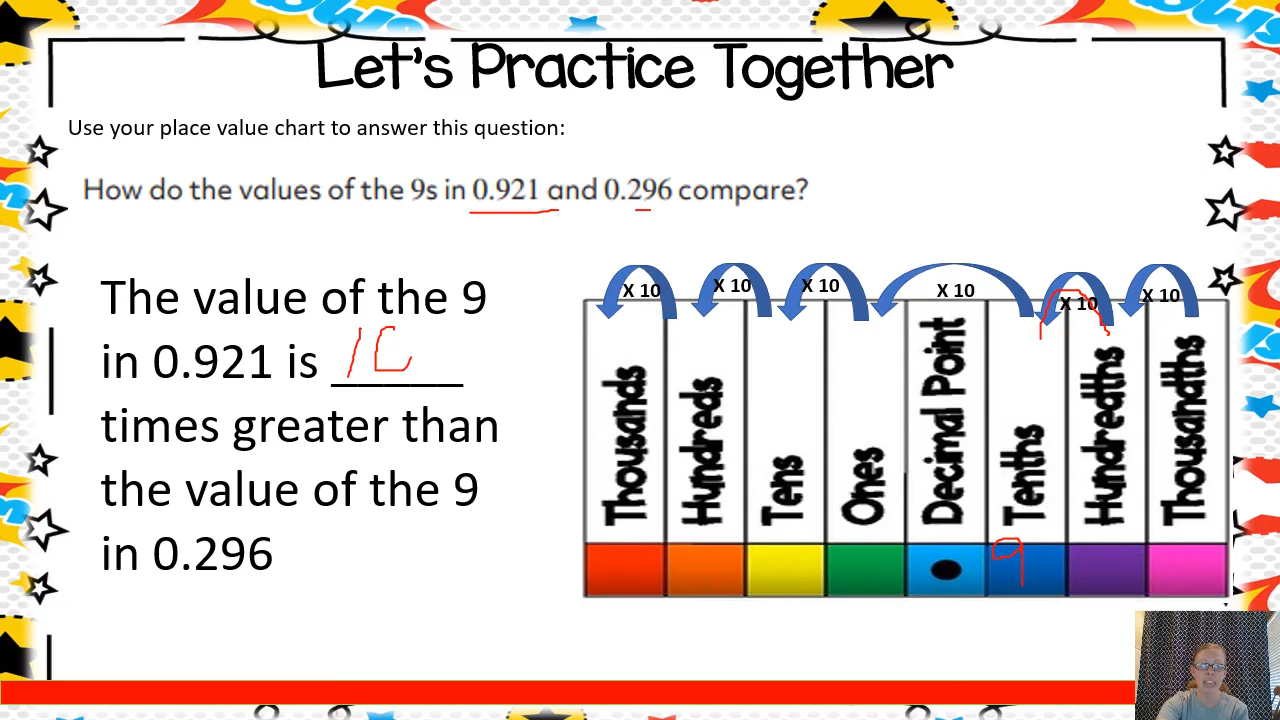 Let's Practice Together
Use your place value chart to answer this question:
How do the values of the 9s in 0.921 and 0.296 compare?
The value of the 9
in 0.921 is 10
times greater than
the value of the 9
in 0.296
X 10
X 10
X 10
X 10
X 10
X 10
Thousands
Hundreds
Tens
Ones
Decimal Point
Tenths
Hundredths
Thousandths
9